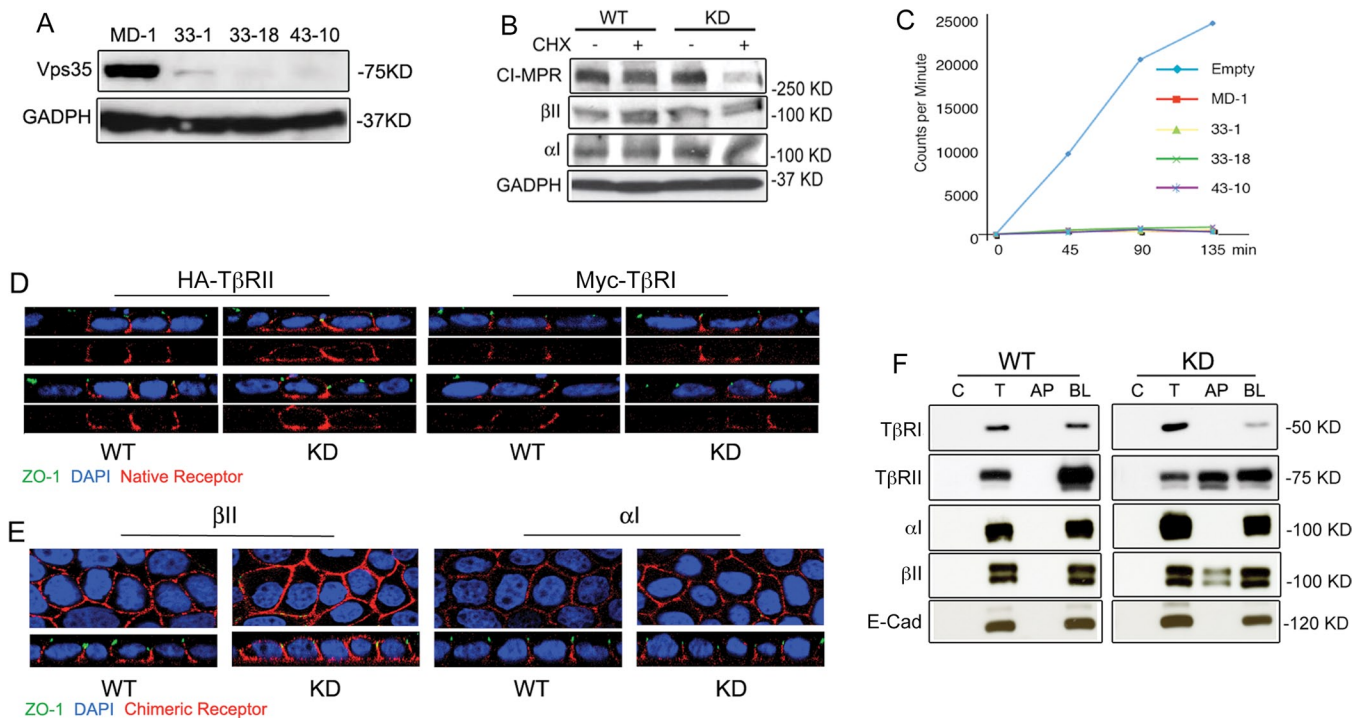 A
MD-1 33-1 33-18 43-10
Vps35 -75KD
GADPH -37KD
B
WT KD
CHX - + - +
CI-MPR -250 KD
βII -100 KD
αI -100 KD
GADPH -37 KD
C
Counts per Minute
25000
20000
15000
10000
5000
0
0 45 90 135 min
Empty
MD-1
33-1
33-18
43-10
D
HA-TβRII Myc-TβRI
WT KD WT KD
ZO-1 DAPI Native Receptor
E
βII αI
WT KD WT KD
ZO-1 DAPI Chimeric Receptor
F
WT KD
C T AP BL C T AP BL
TβRI -50 KD
TβRII -75 KD
αI -100 KD
βII -100 KD
E-Cad -120 KD